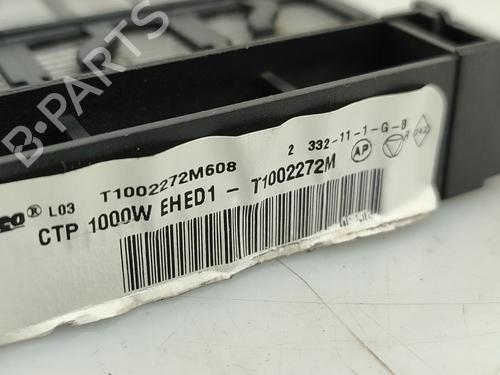 B-PARTS
L03 T1002272M608 2 332-11-1-G-8
CTP 1000W EHED1 - T1002272M
AP